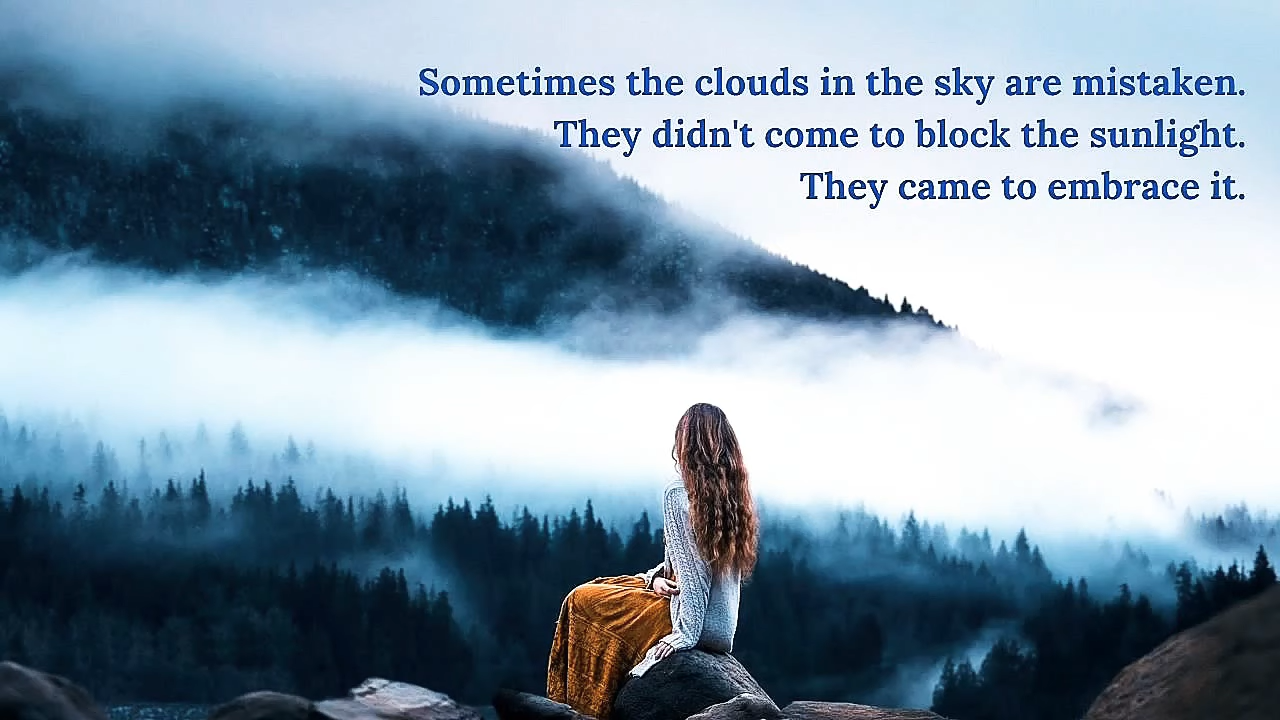 Sometimes the clouds in the sky are mistaken.
They didn't come to block the sunlight.
They came to embrace it.